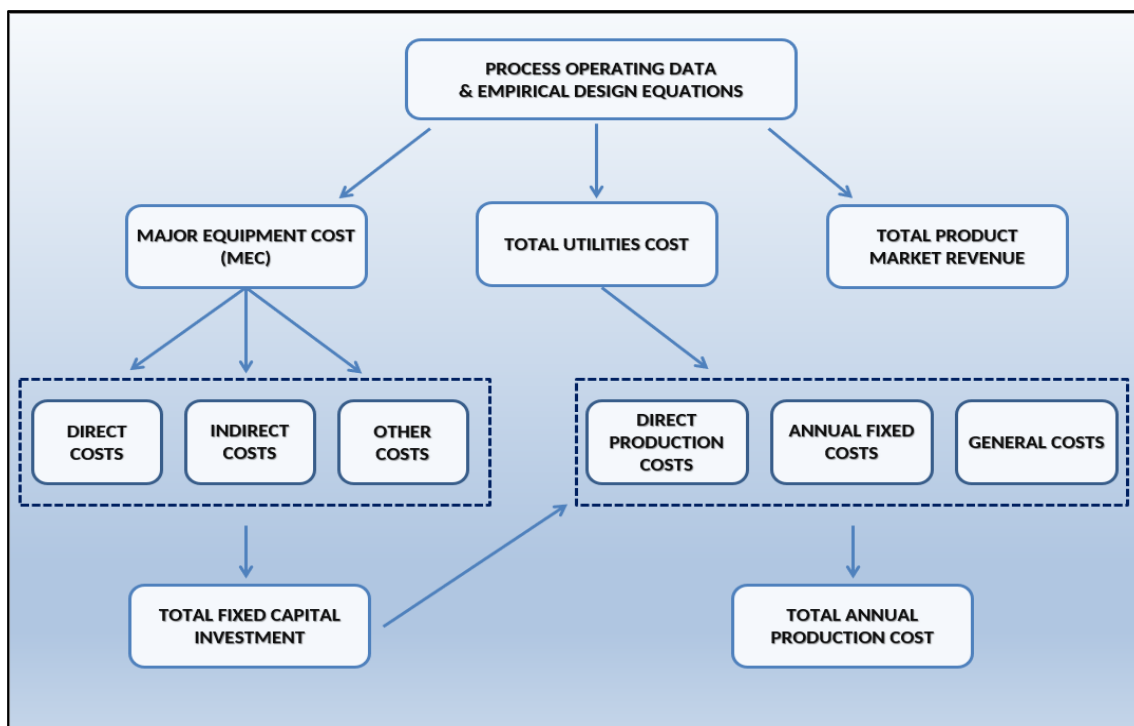 PROCESS OPERATING DATA
& EMPIRICAL DESIGN EQUATIONS
MAJOR EQUIPMENT COST
(MEC)
TOTAL UTILITIES COST
TOTAL PRODUCT
MARKET REVENUE
DIRECT
COSTS
INDIRECT
COSTS
OTHER
COSTS
DIRECT
PRODUCTION
COSTS
ANNUAL FIXED
COSTS
GENERAL COSTS
TOTAL FIXED CAPITAL
INVESTMENT
TOTAL ANNUAL
PRODUCTION COST